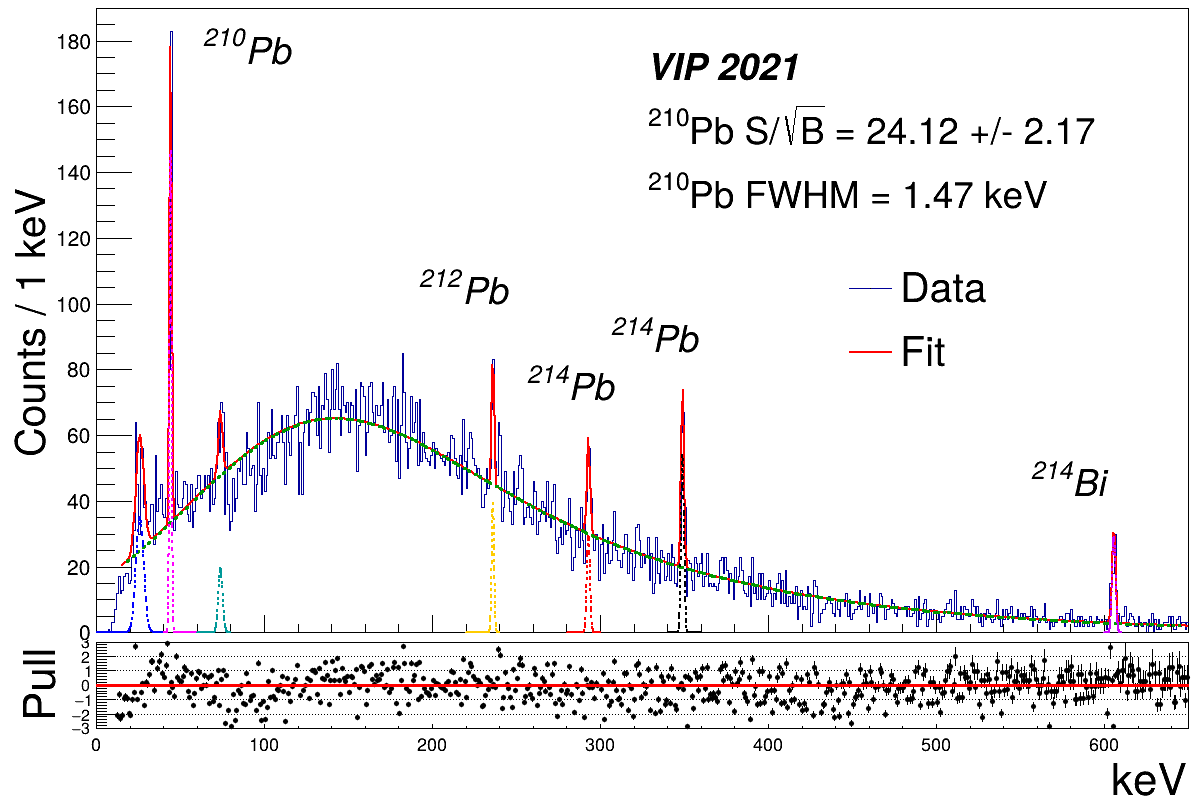 180
160
140
120
100
80
60
40
20
0
Counts / 1 keV
²¹⁰Pb
VIP 2021
²¹⁰Pb S/√B = 24.12 +/- 2.17
²¹⁰Pb FWHM = 1.47 keV
²¹²Pb
²¹⁴Pb
²¹⁴Pb
²¹⁴Bi
Data
Fit
Pull
3
2
1
0
−1
−2
−3
0 100 200 300 400 500 600
keV